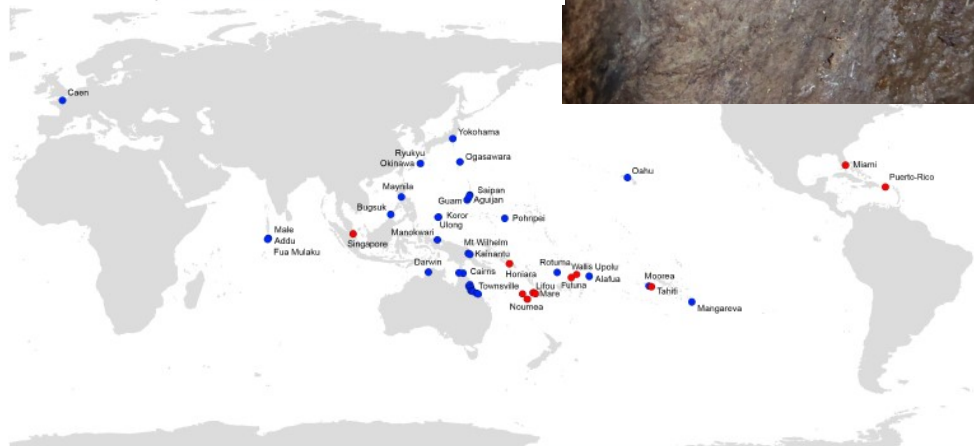 Caen
Yokohama
Ryukyu
Okinawa
Ogasawara
Oahu
Miami
Puerto-Rico
Maynila
Saipan
Guam
Agujan
Bugsuk
Koror
Ulong
Pohnpei
Male
Addu
Fua Mulaku
Singapore
Manokwari
Mt Wilhelm
Kainantu
Darwin
Cairns
Honiara
Rotuma
Wallis
Upolu
Futuna
Alafua
Moorea
Tahiti
Townsville
Lifou
Mare
Noumea
Mangareva